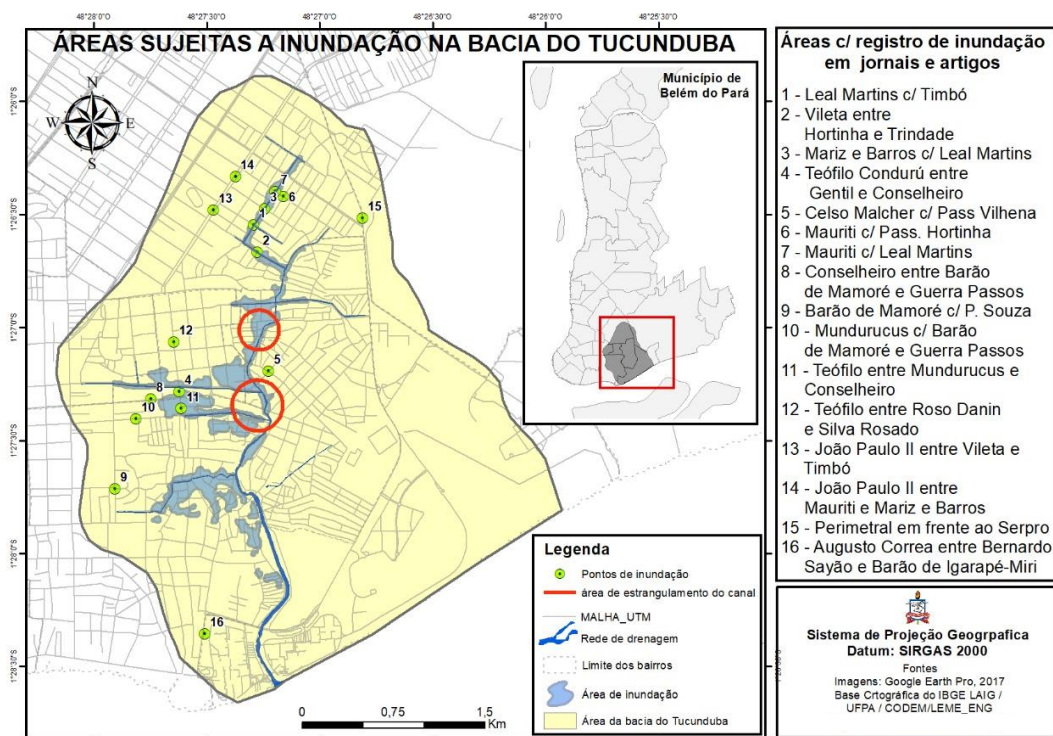 48°28'0"W
48°27'30"W
48°27'0"W
48°26'30"W
48°26'0"W
48°25'30"W
ÁREAS SUJEITAS A INUNDAÇÃO NA BACIA DO TUCUNDUBA
N
W
E
S
1°26'0"S
1°26'30"S
1°27'0"S
1°27'30"S
1°28'0"S
1°28'30"S
14
7
13
3
6
15
1
2
12
5
4
8
11
10
9
16
0
0,75
1,5
Km
Município de
Belém do Pará
Legenda
Pontos de inundação
área de estrangulamento do canal
MALHA_UTM
Rede de drenagem
Limite dos bairros
Área de inundação
Área da bacia do Tucunduba
Áreas c/ registro de inundação
em jornais e artigos
1 - Leal Martins c/ Timbó
2 - Vileta entre
Hortinha e Trindade
3 - Mariz e Barros c/ Leal Martins
4 - Teófilo Condurú entre
Gentil e Conselheiro
5 - Celso Malcher c/ Pass Vilhena
6 - Mauriti c/ Pass. Hortinha
7 - Mauriti c/ Leal Martins
8 - Conselheiro entre Barão
de Mamoré e Guerra Passos
9 - Barão de Mamoré c/ P. Souza
10 - Mundurucus c/ Barão
de Mamoré e Guerra Passos
11 - Teófilo entre Mundurucus e
Conselheiro
12 - Teófilo entre Roso Danin
e Silva Rosado
13 - João Paulo II entre Vileta e
Timbó
14 - João Paulo II entre
Mauriti e Mariz e Barros
15 - Perimetral em frente ao Serpro
16 - Augusto Correa entre Bernardo
Sayão e Barão de Igarapé-Miri
Sistema de Projeção Geogrpafica
Datum: SIRGAS 2000
Fontes
Imagens: Google Earth Pro, 2017
Base Crtográfica do IBGE LAIG /
UFPA / CODEM/LEME_ENG